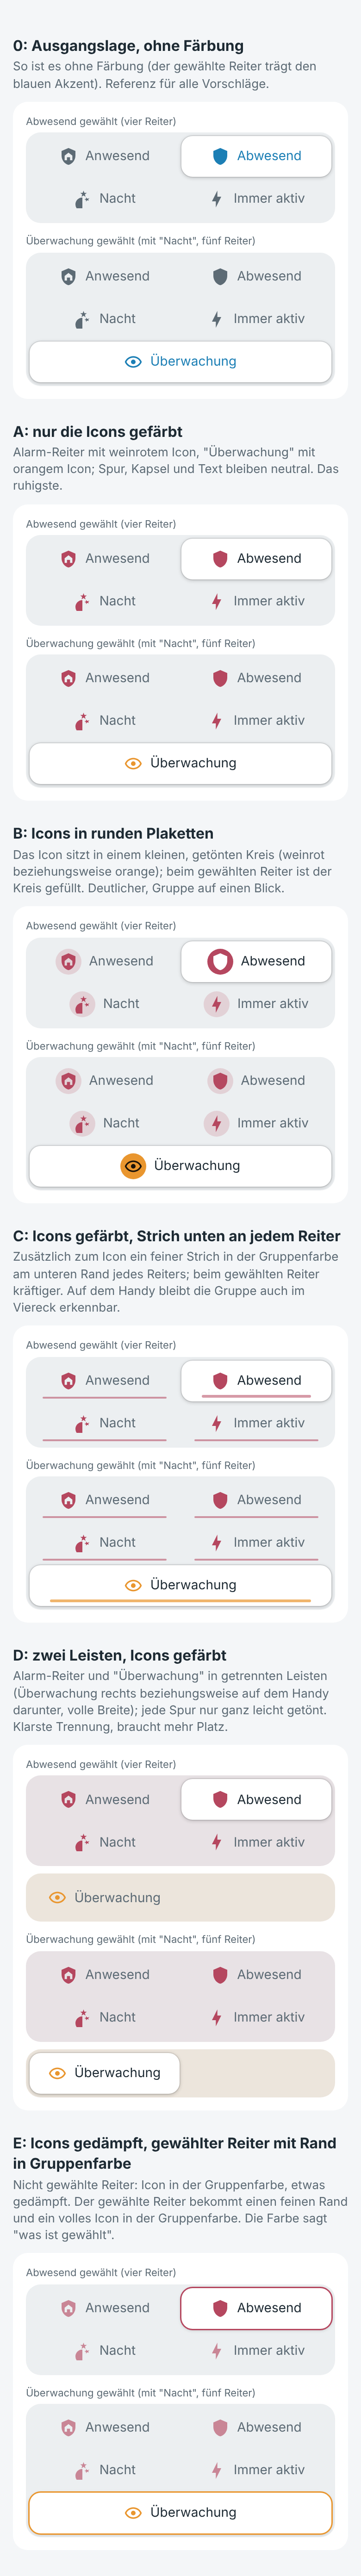 0: Ausgangslage, ohne Färbung
So ist es ohne Färbung (der gewählte Reiter trägt den
blauen Akzent). Referenz für alle Vorschläge.
Abwesend gewählt (vier Reiter)
Anwesend Abwesend
Nacht Immer aktiv
Überwachung gewählt (mit "Nacht", fünf Reiter)
Anwesend Abwesend
Nacht Immer aktiv
Überwachung
A: nur die Icons gefärbt
Alarm-Reiter mit weinrotem Icon, "Überwachung" mit
orangem Icon; Spur, Kapsel und Text bleiben neutral. Das
ruhigste.
Abwesend gewählt (vier Reiter)
Anwesend Abwesend
Nacht Immer aktiv
Überwachung gewählt (mit "Nacht", fünf Reiter)
Anwesend Abwesend
Nacht Immer aktiv
Überwachung
B: Icons in runden Plaketten
Das Icon sitzt in einem kleinen, getönten Kreis (weinrot
beziehungsweise orange); beim gewählten Reiter ist der
Kreis gefüllt. Deutlicher, Gruppe auf einen Blick.
Abwesend gewählt (vier Reiter)
Anwesend Abwesend
Nacht Immer aktiv
Überwachung gewählt (mit "Nacht", fünf Reiter)
Anwesend Abwesend
Nacht Immer aktiv
Überwachung
C: Icons gefärbt, Strich unten an jedem Reiter
Zusätzlich zum Icon ein feiner Strich in der Gruppenfarbe
am unteren Rand jedes Reiters; beim gewählten Reiter
kräftiger. Auf dem Handy bleibt die Gruppe auch im
Viereck erkennbar.
Abwesend gewählt (vier Reiter)
Anwesend Abwesend
Nacht Immer aktiv
Überwachung gewählt (mit "Nacht", fünf Reiter)
Anwesend Abwesend
Nacht Immer aktiv
Überwachung
D: zwei Leisten, Icons gefärbt
Alarm-Reiter und "Überwachung" in getrennten Leisten
(Überwachung rechts beziehungsweise auf dem Handy
darunter, volle Breite); jede Spur nur ganz leicht getönt.
Klarste Trennung, braucht mehr Platz.
Abwesend gewählt (vier Reiter)
Anwesend Abwesend
Nacht Immer aktiv
Überwachung
Überwachung gewählt (mit "Nacht", fünf Reiter)
Anwesend Abwesend
Nacht Immer aktiv
Überwachung
E: Icons gedämpft, gewählter Reiter mit Rand
in Gruppenfarbe
Nicht gewählte Reiter: Icon in der Gruppenfarbe, etwas
gedämpft. Der gewählte Reiter bekommt einen feinen Rand
und ein volles Icon in der Gruppenfarbe. Die Farbe sagt
"was ist gewählt".
Abwesend gewählt (vier Reiter)
Anwesend Abwesend
Nacht Immer aktiv
Überwachung gewählt (mit "Nacht", fünf Reiter)
Anwesend Abwesend
Nacht Immer aktiv
Überwachung